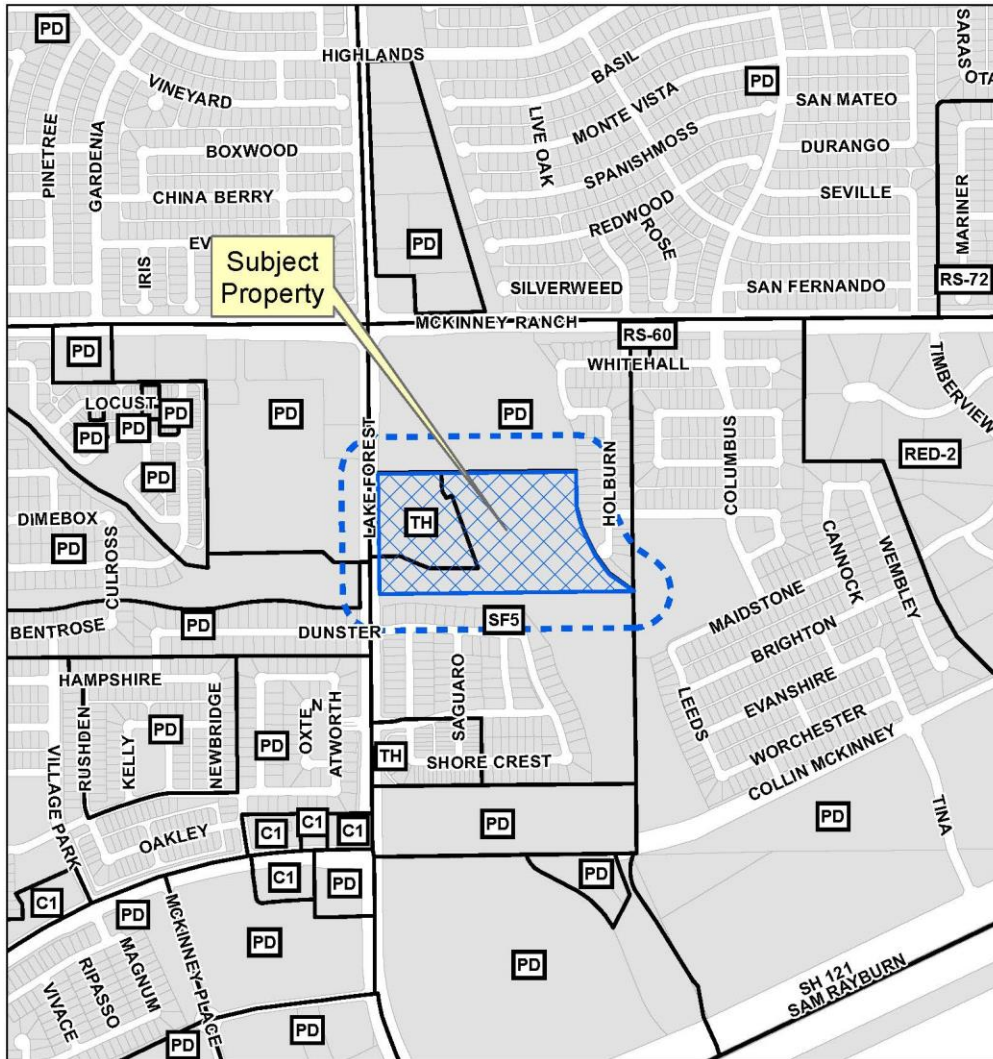 PD
HIGHLANDS
SARAS
OTA
VINEYARD
BASIL
PD
PINETREE
GARDENIA
MONTE VISTA
SAN MATEO
BOXWOOD
LIVE OAK
SPANISHMOSS
DURANGO
CHINA BERRY
REDWOOD
SEVILLE
MARINER
EV
PD
ROSE
IRIS
Subject
Property
SILVERWEED
SAN FERNANDO
RS-72
MCKINNEY RANCH
RS-60
WHITEHALL
PD
TIMBERVIEW
LOCUST
PD
PD
PD
PD
PD
PD
LAKE FOREST
HOLBURN
COLUMBUS
RED-2
PD
DIMEBOX
PD
CULROSS
TH
CANNOCK
WEMBLEY
MAIDSTONE
BENTROSE
PD
DUNSTER
SF5
BRIGHTON
HAMPSHIRE
LEEDS
EVANSHIRE
VILLAGE PARK
RUSHDEN
KELLY
PD
NEWBRIDGE
PD
OXTE
N
ATWORTH
SAGUARO
WORCHESTER
TH
SHORE CREST
COLLIN MCKINNEY
OAKLEY
C1
C1
C1
PD
PD
TINA
C1
PD
PD
C1
PD
MCKINNEY PLACE
PD
PD
MAGNUM
RIPASSO
VIVACE
SH 121
SAM RAYBURN
PD
PD